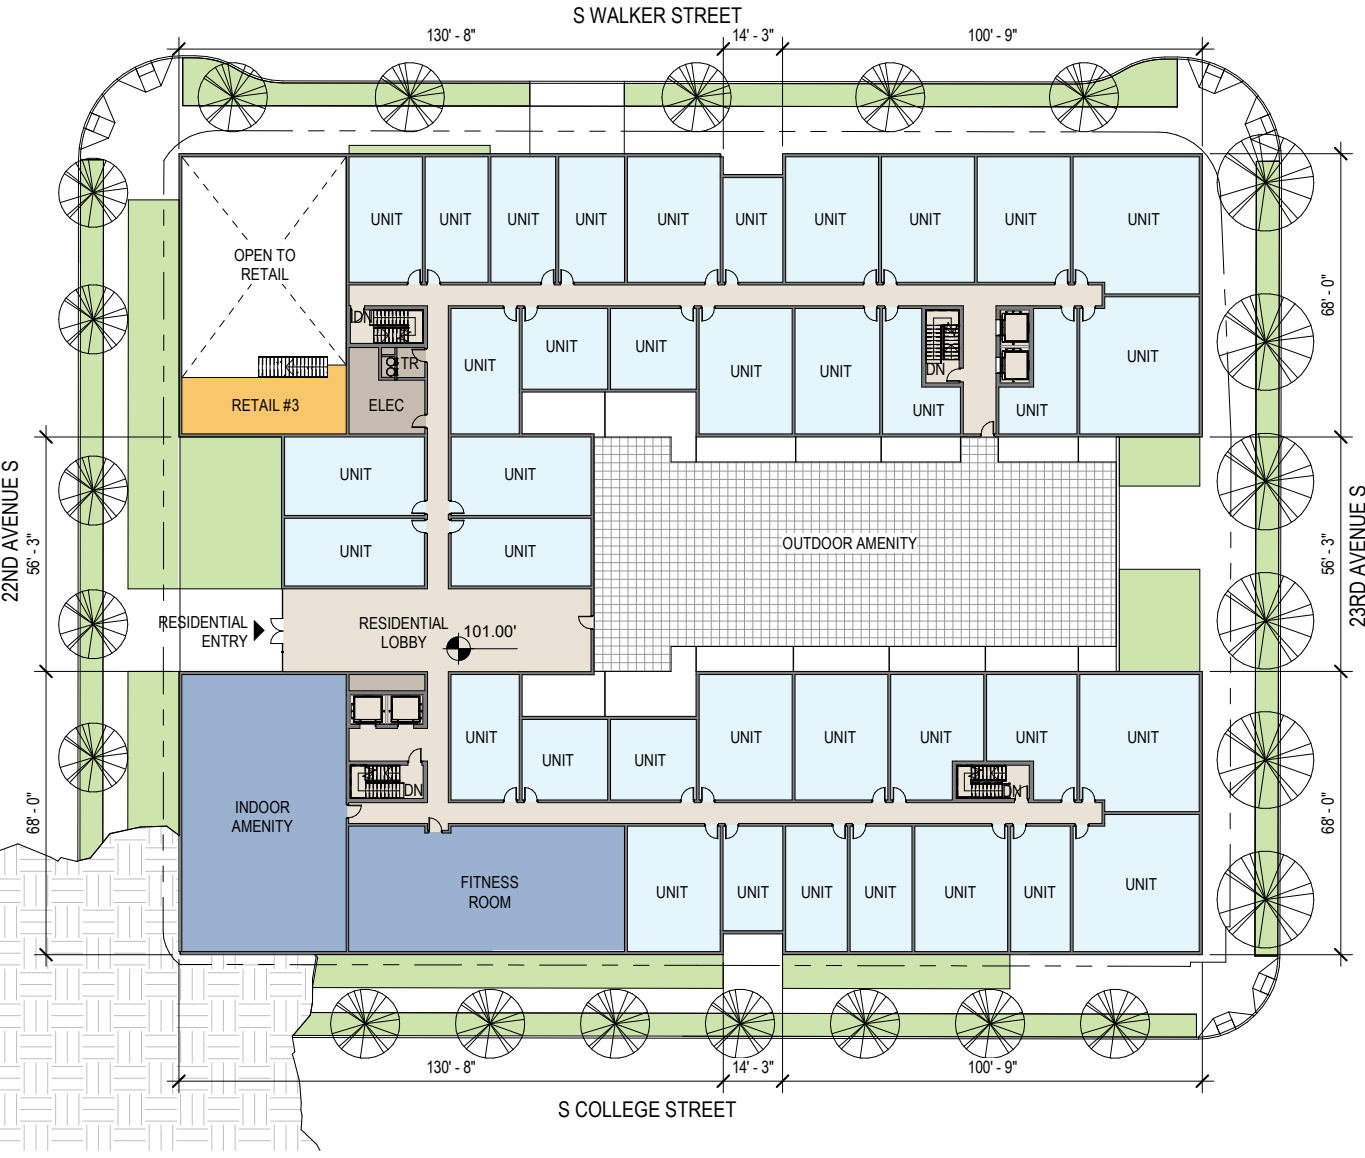 S WALKER STREET
130' - 8"
14' - 3"
100' - 9"
UNIT
UNIT
UNIT
UNIT
UNIT
UNIT
UNIT
UNIT
UNIT
UNIT
OPEN TO
RETAIL
68' - 0"
DN
UNIT
UNIT
UNIT
UNIT
UNIT
DN
UNIT
UNIT
UNIT
TR
RETAIL #3
ELEC
22ND AVENUE S
56' - 3"
UNIT
UNIT
UNIT
UNIT
OUTDOOR AMENITY
56' - 3"
23RD AVENUE S
RESIDENTIAL
ENTRY
RESIDENTIAL
LOBBY
101.00'
68' - 0"
INDOOR
AMENITY
DN
UNIT
UNIT
UNIT
UNIT
UNIT
UNIT
UNIT
UNIT
DN
68' - 0"
FITNESS
ROOM
UNIT
UNIT
UNIT
UNIT
UNIT
UNIT
UNIT
130' - 8"
14' - 3"
100' - 9"
S COLLEGE STREET